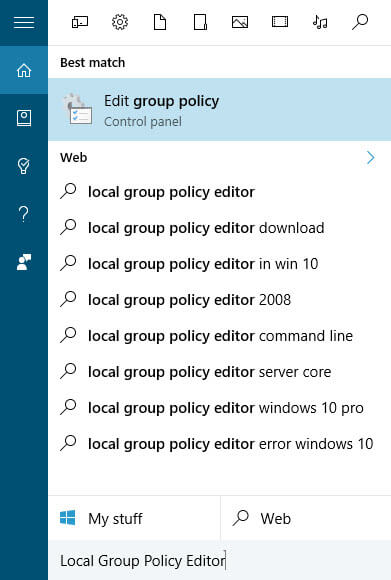 Best match
Edit group policy
Control panel
Web
local group policy editor
local group policy editor download
local group policy editor in win 10
local group policy editor 2008
local group policy editor command line
local group policy editor server core
local group policy editor windows 10 pro
local group policy editor error windows 10
My stuff
Web
Local Group Policy Editor